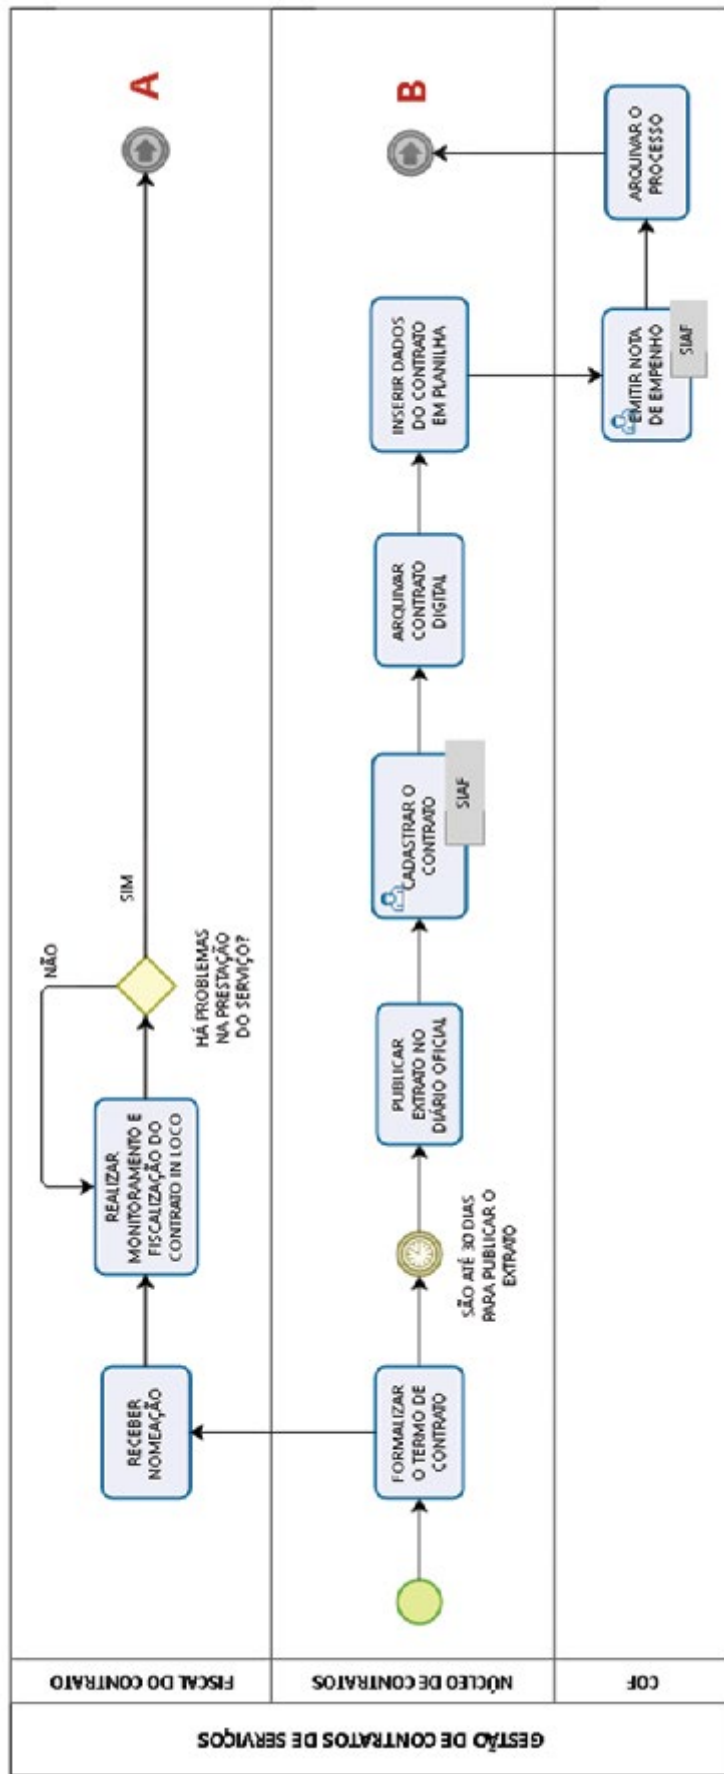 GESTÃO DE CONTRATOS DE SERVIÇOS
FISCAL DO CONTRATO
RECEBER
NOMEAÇÃO
REALIZAR
MONITORAMENTO E
FISCALIZAÇÃO DO
CONTRATO IN LOCO
HÁ PROBLEMAS
NA PRESTAÇÃO
DO SERVIÇO?
NÃO
SIM
A
NÚCLEO DE CONTRATOS
FORMALIZAR
O TERMO DE
CONTRATO
SÃO ATÉ 30 DIAS
PARA PUBLICAR O
EXTRATO
PUBLICAR
EXTRATO NO
DIÁRIO OFICIAL
CADASTRAR O
CONTRATO
SIAF
ARQUIVAR
CONTRATO
DIGITAL
INSERIR DADOS
DO CONTRATO
EM PLANILHA
B
COF
EMITIR NOTA
DE EMPENHO
SIAF
ARQUIVAR O
PROCESSO